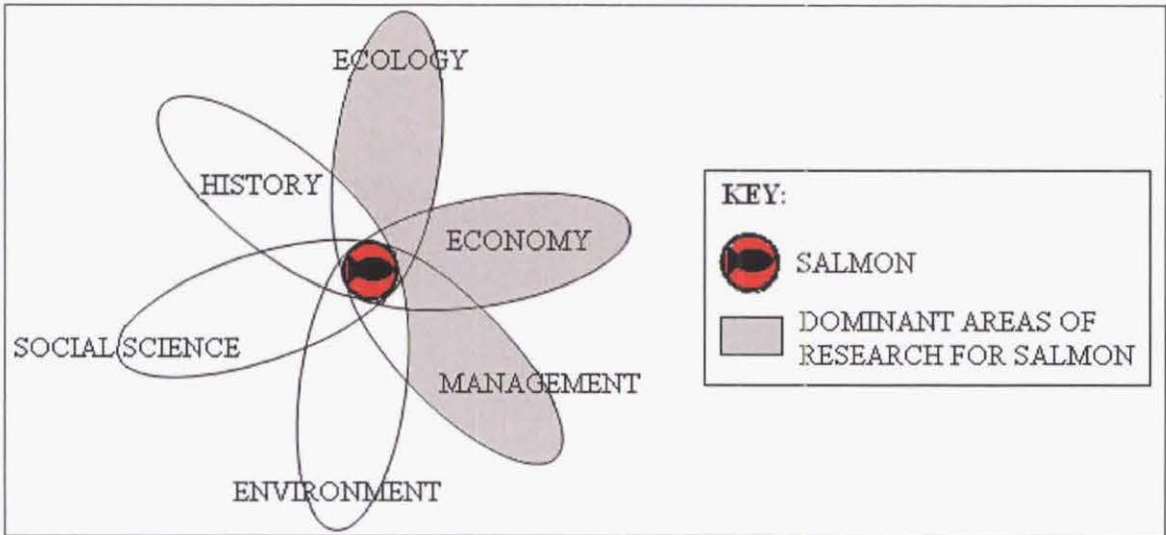 ECOLOGY
HISTORY
ECONOMY
SOCIAL SCIENCE
MANAGEMENT
ENVIRONMENT
KEY:
SALMON
DOMINANT AREAS OF
RESEARCH FOR SALMON